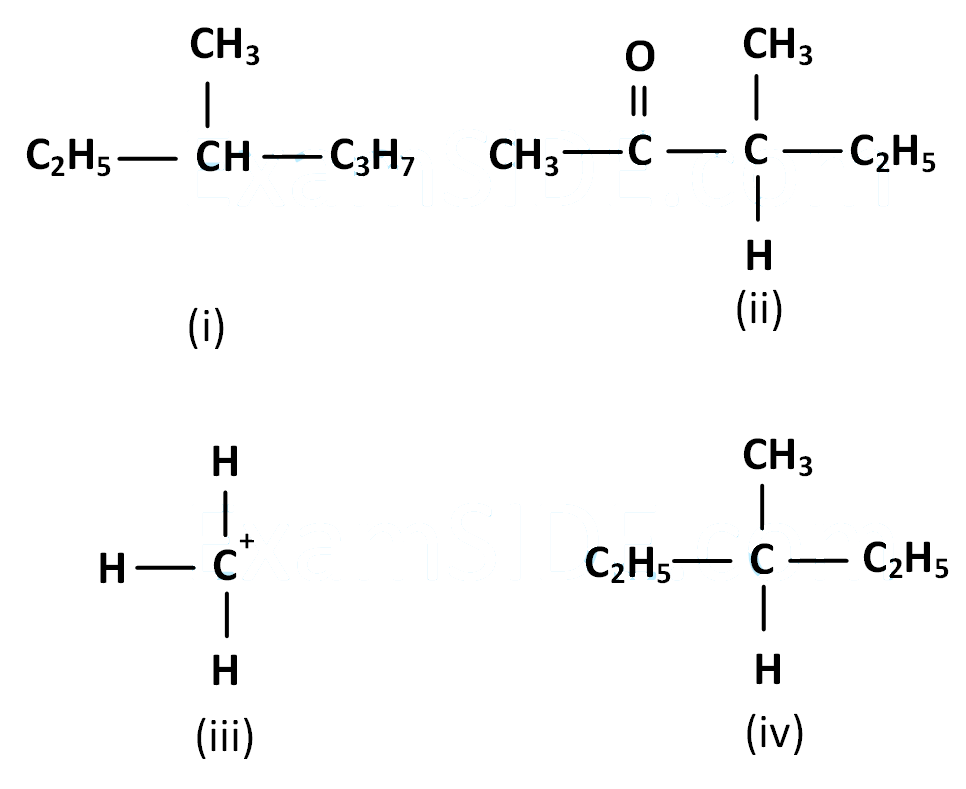 CH₃
C₂H₅ — CH — C₃H₇
(i)
O
CH₃
CH₃ — C — C — C₂H₅
H
(ii)
H
H — C⁺
H
(iii)
CH₃
C₂H₅ — C — C₂H₅
H
(iv)